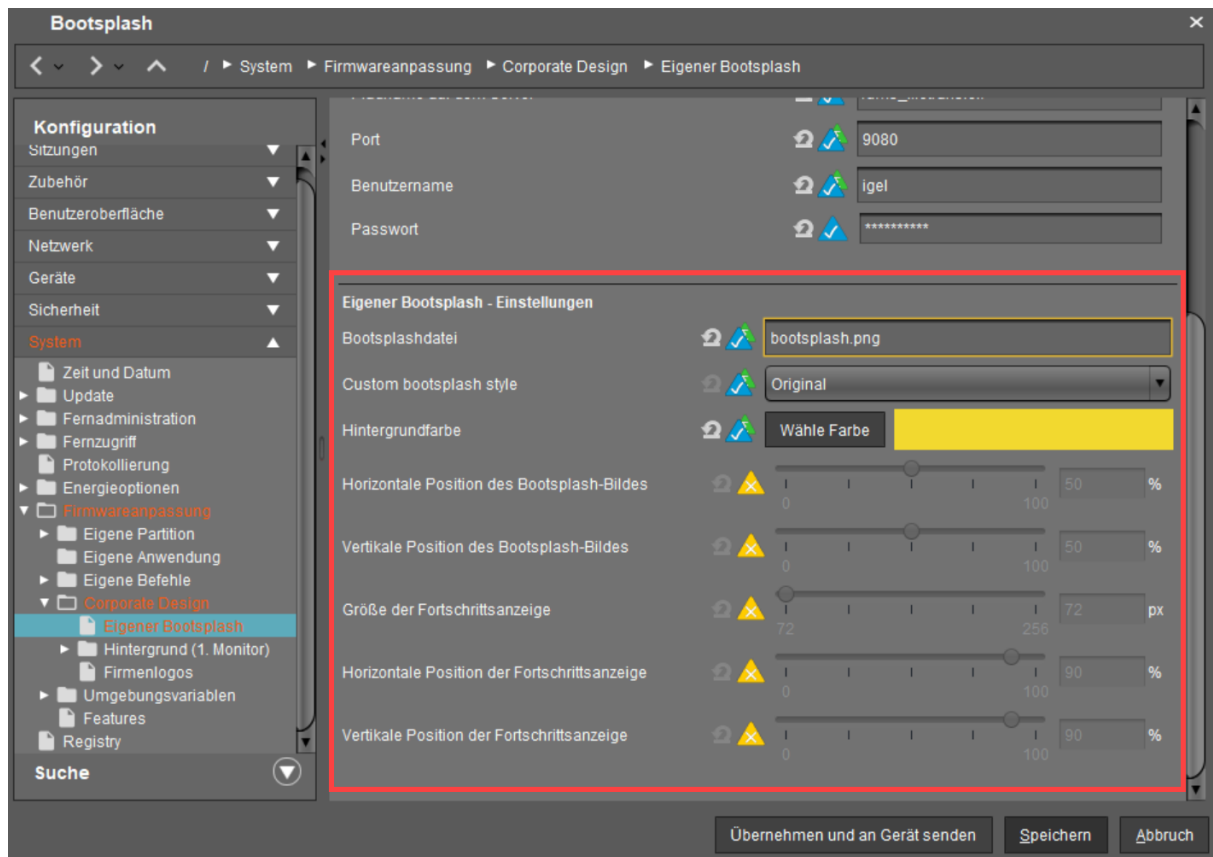 Bootsplash
/ System Firmwareanpassung Corporate Design Eigener Bootsplash
Konfiguration
Sitzungen
Zubehör
Benutzeroberfläche
Netzwerk
Geräte
Sicherheit
System
Zeit und Datum
Update
Fernadministration
Fernzugriff
Protokollierung
Energieoptionen
Firmwareanpassung
Eigene Partition
Eigene Anwendung
Eigene Befehle
Corporate Design
Eigener Bootsplash
Hintergrund (1. Monitor)
Firmenlogos
Umgebungsvariablen
Features
Registry
Suche
Port 9080
Benutzername igel
Passwort **********
Eigener Bootsplash - Einstellungen
Bootsplashdatei bootsplash.png
Custom bootsplash style Original
Hintergrundfarbe Wähle Farbe
Horizontale Position des Bootsplash-Bildes 50 %
0 100
Vertikale Position des Bootsplash-Bildes 50 %
0 100
Größe der Fortschrittsanzeige 72 px
72 256
Horizontale Position der Fortschrittsanzeige 90 %
0 100
Vertikale Position der Fortschrittsanzeige 90 %
0 100
Übernehmen und an Gerät senden Speichern Abbruch